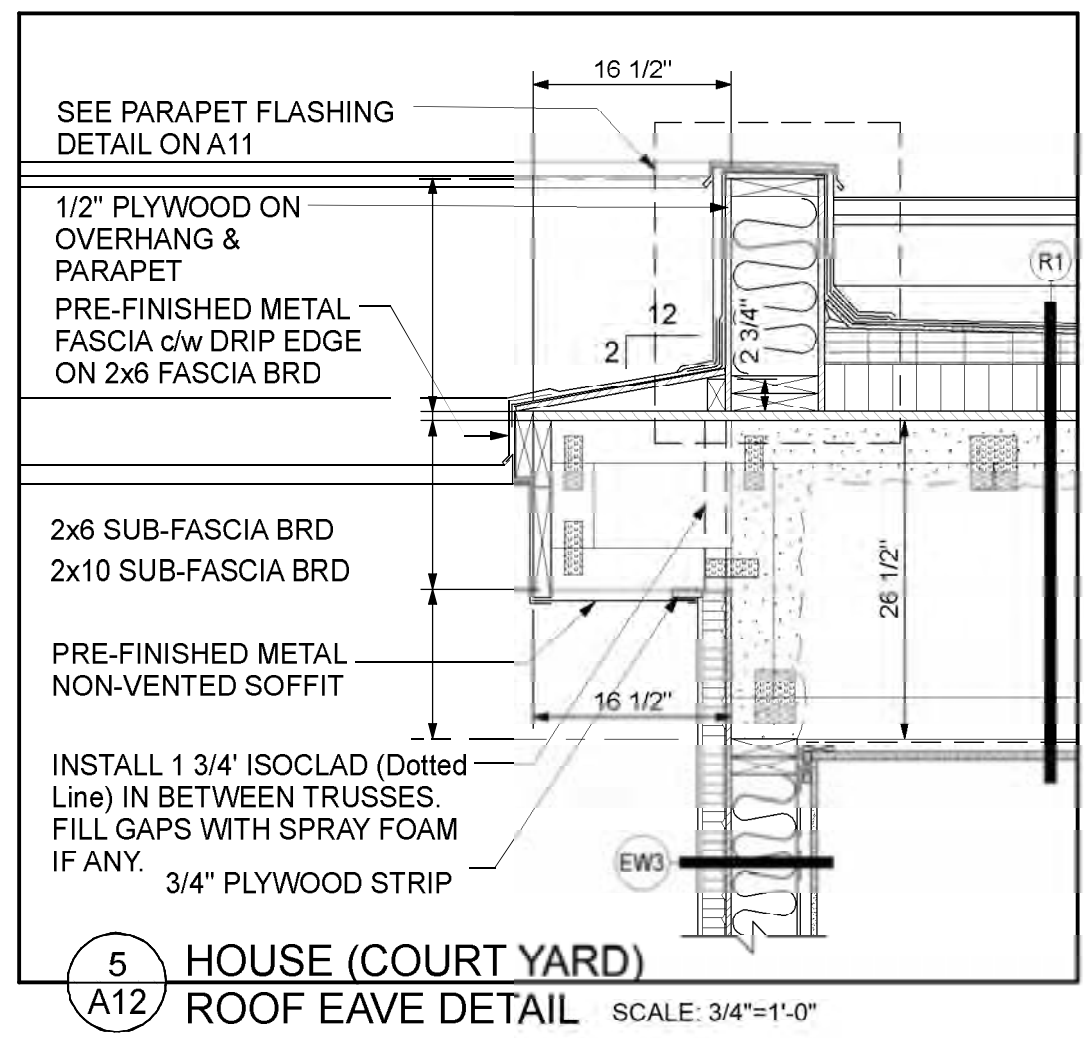 16 1/2"
SEE PARAPET FLASHING
DETAIL ON A11
1/2" PLYWOOD ON
OVERHANG &
PARAPET
R1
PRE-FINISHED METAL
FASCIA c/w DRIP EDGE
ON 2x6 FASCIA BRD
12
2
2 3/4"
2x6 SUB-FASCIA BRD
2x10 SUB-FASCIA BRD
26 1/2"
PRE-FINISHED METAL
NON-VENTED SOFFIT
16 1/2"
INSTALL 1 3/4' ISOCLAD (Dotted
Line) IN BETWEEN TRUSSES.
FILL GAPS WITH SPRAY FOAM
IF ANY.
3/4" PLYWOOD STRIP
EW3
5
A12
HOUSE (COURT YARD)
ROOF EAVE DETAIL
SCALE: 3/4"=1'-0"